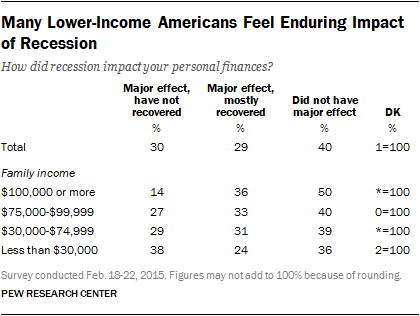 Many Lower-Income Americans Feel Enduring Impact
of Recession
How did recession impact your personal finances?
Major effect, have not recovered Major effect, mostly recovered Did not have major effect DK
% % % %
Total 30 29 40 1=100
Family income
$100,000 or more 14 36 50 *=100
$75,000-$99,999 27 33 40 0=100
$30,000-$74,999 29 31 39 *=100
Less than $30,000 38 24 36 2=100
Survey conducted Feb. 18-22, 2015. Figures may not add to 100% because of rounding.
PEW RESEARCH CENTER